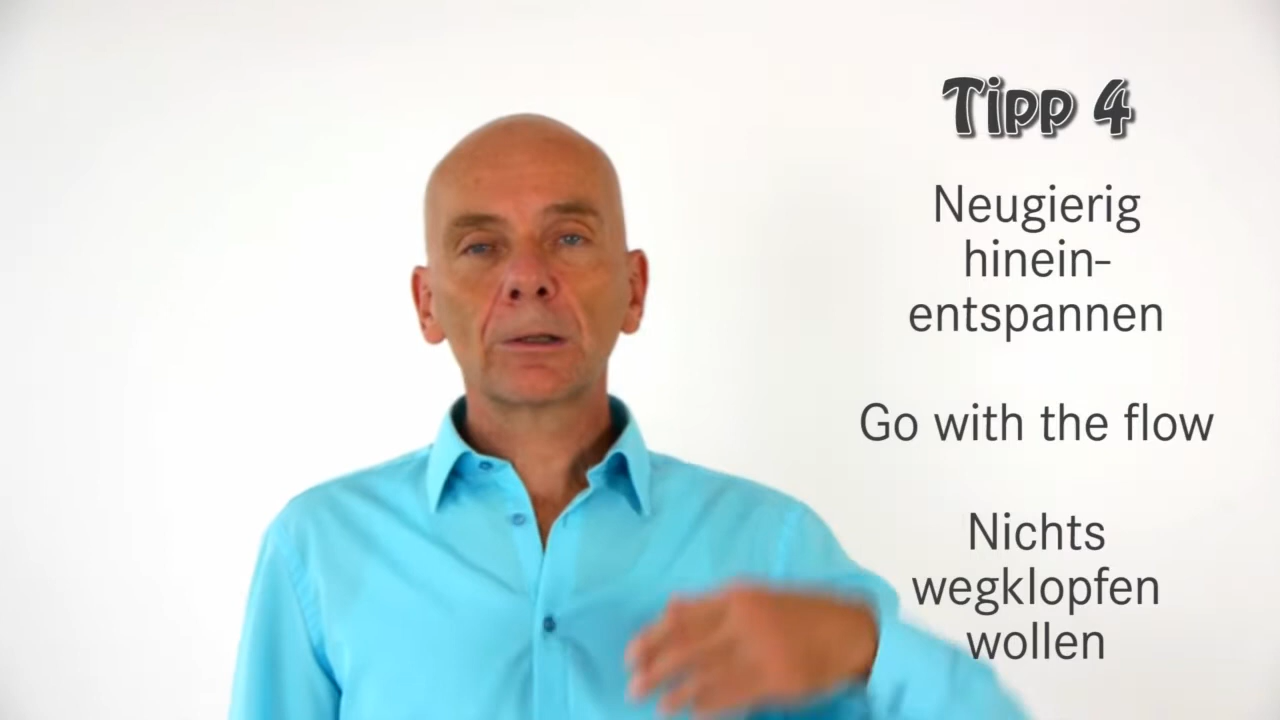 Tipp 4
Neugierig
hinein-
entspannen
Go with the flow
Nichts
wegklopfen
wollen